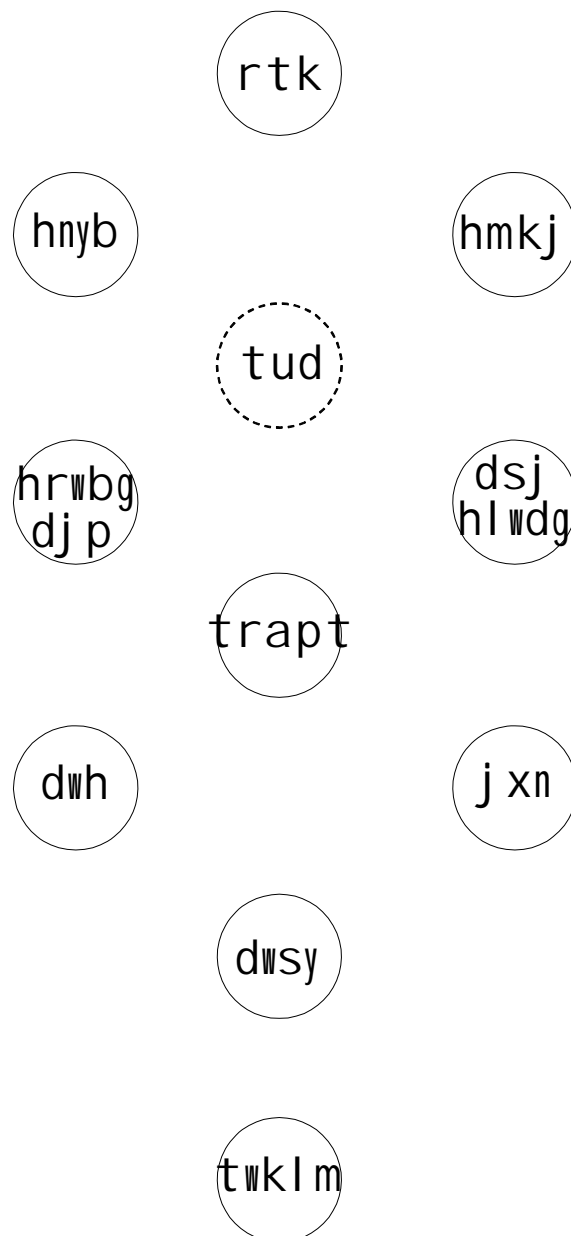 rtk
hnyb
hmkj
tud
hrwbg
djp
dsj
hlwdg
trapt
dwh
jxn
dwsy
twklm